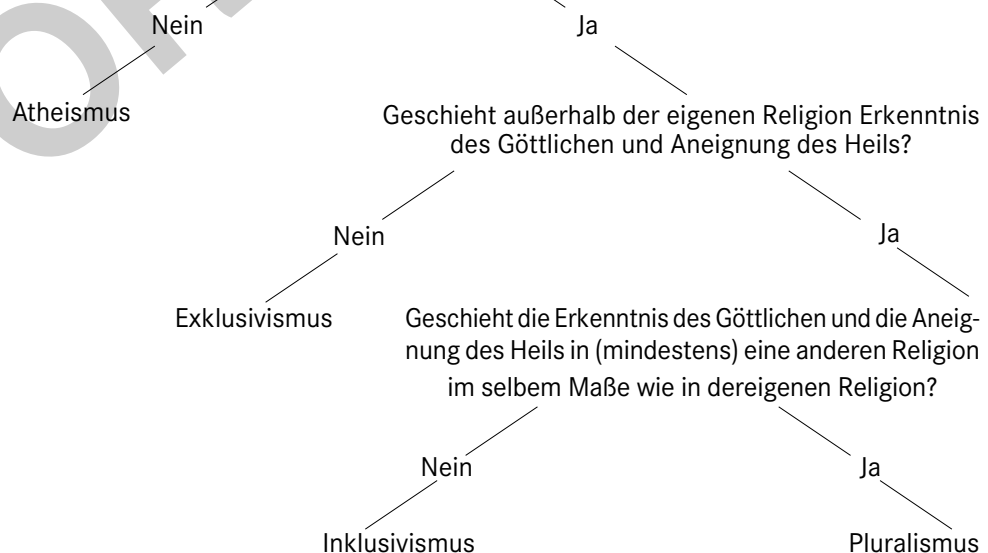 Nein
Ja
Atheismus
Geschieht außerhalb der eigenen Religion Erkenntnis
des Göttlichen und Aneignung des Heils?
Nein
Ja
Exklusivismus
Geschieht die Erkenntnis des Göttlichen und die Aneig-
nung des Heils in (mindestens) eine anderen Religion
im selbem Maße wie in dereigenen Religion?
Nein
Ja
Inklusivismus
Pluralismus